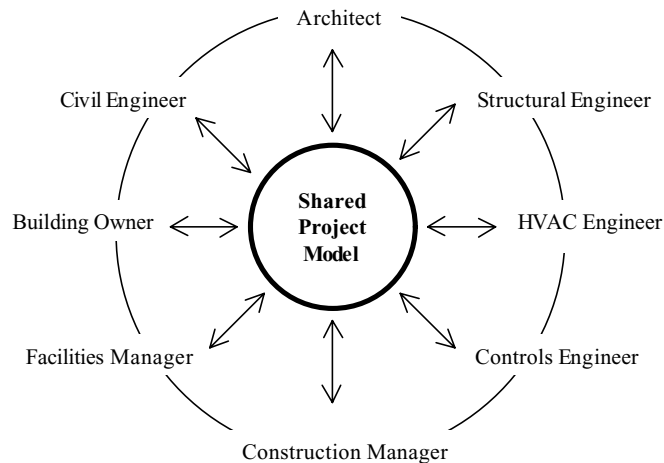 Architect
Civil Engineer
Structural Engineer
Shared
Project
Model
Building Owner
HVAC Engineer
Facilities Manager
Controls Engineer
Construction Manager